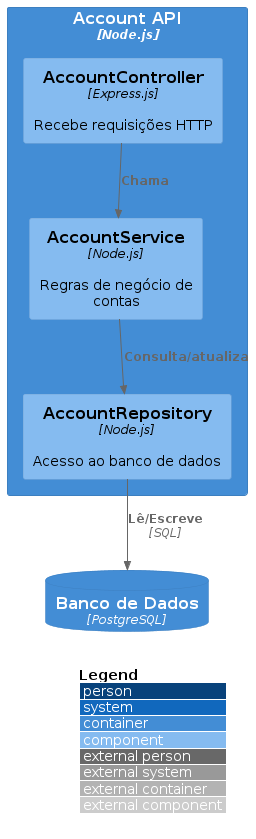 Account API
[Node.js]
AccountController
[Express.js]
Recebe requisições HTTP
Chama
AccountService
[Node.js]
Regras de negócio de
contas
Consulta/atualiza
AccountRepository
[Node.js]
Acesso ao banco de dados
Lê/Escreve
[SQL]
Banco de Dados
[PostgreSQL]
Legend
person
system
container
component
external person
external system
external container
external component